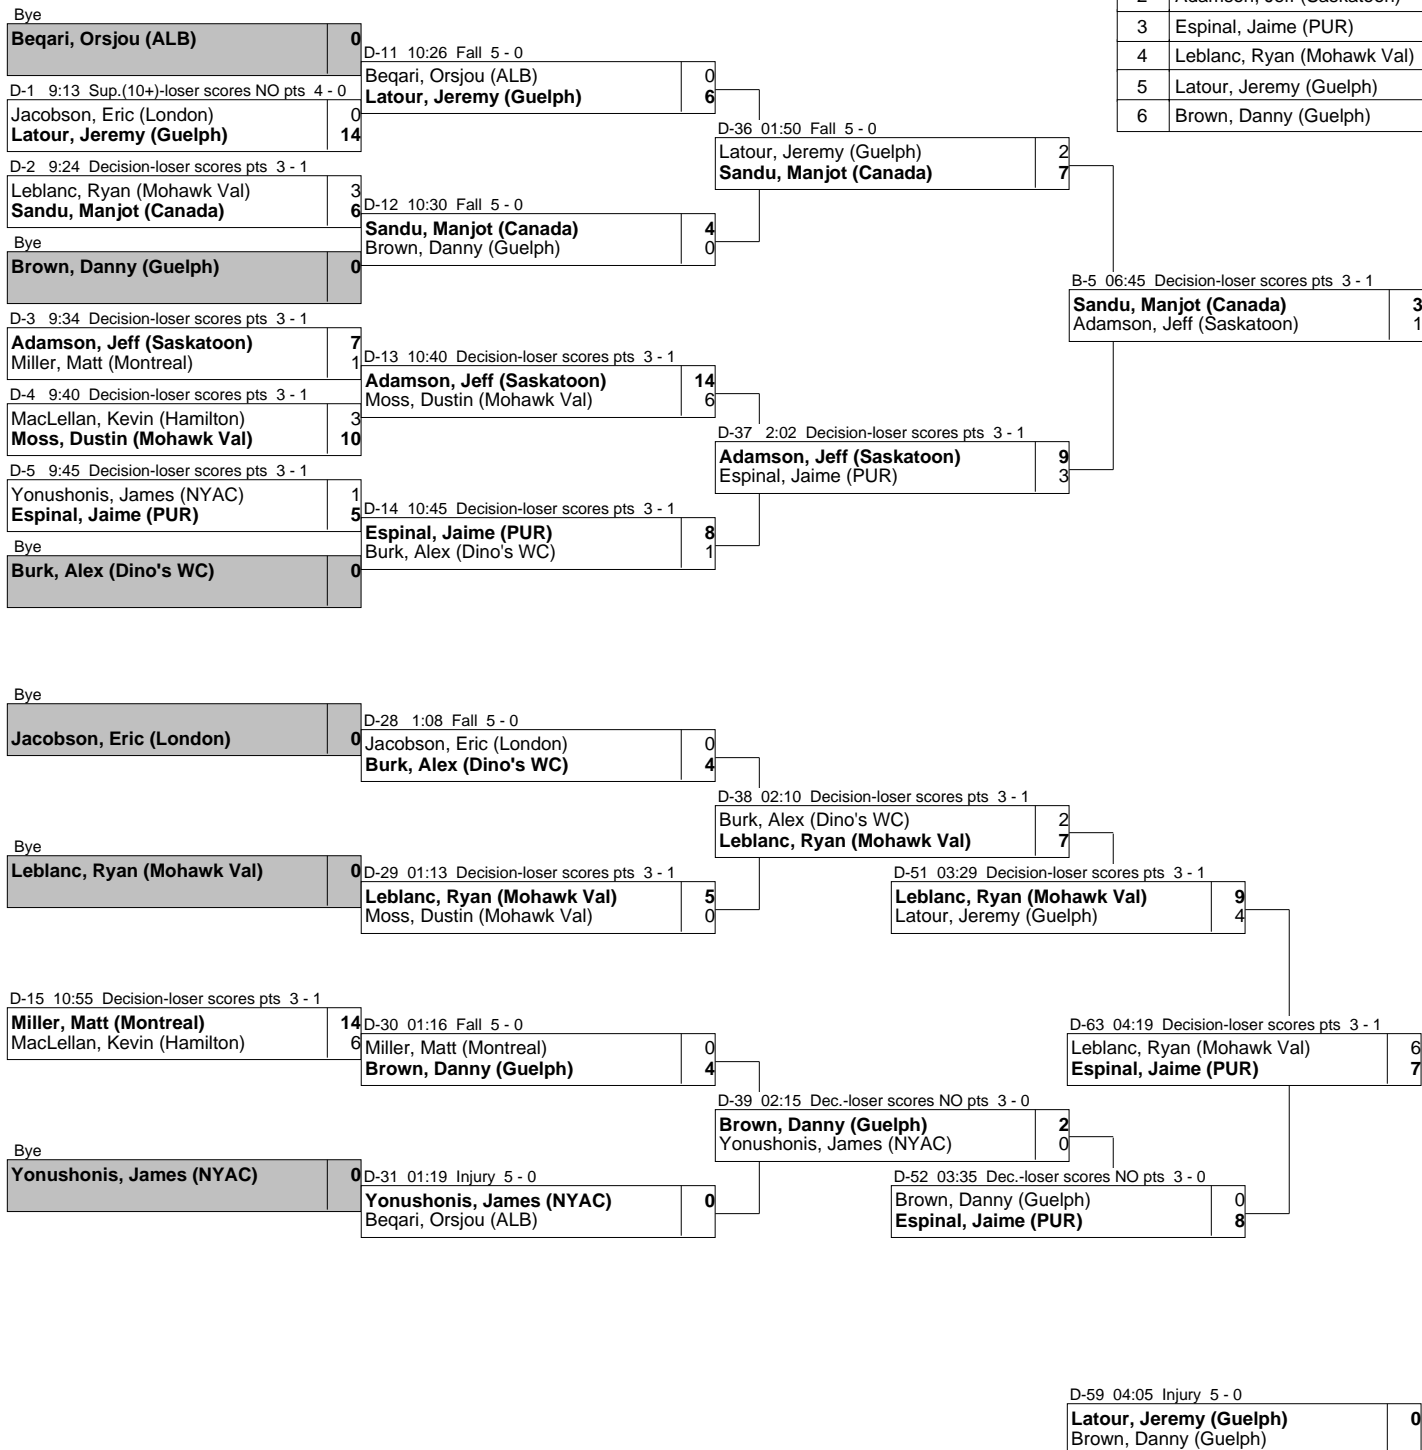 Bye
Beqari, Orsjou (ALB) 0
D-1 9:13 Sup.(10+)-loser scores NO pts 4 - 0
Jacobson, Eric (London) 0
Latour, Jeremy (Guelph) 14
D-2 9:24 Decision-loser scores pts 3 - 1
Leblanc, Ryan (Mohawk Val) 3
Sandu, Manjot (Canada) 6
Bye
Brown, Danny (Guelph) 0
D-3 9:34 Decision-loser scores pts 3 - 1
Adamson, Jeff (Saskatoon) 7
Miller, Matt (Montreal) 1
D-4 9:40 Decision-loser scores pts 3 - 1
MacLellan, Kevin (Hamilton) 3
Moss, Dustin (Mohawk Val) 10
D-5 9:45 Decision-loser scores pts 3 - 1
Yonushonis, James (NYAC) 1
Espinal, Jaime (PUR) 5
Bye
Burk, Alex (Dino's WC) 0
D-11 10:26 Fall 5 - 0
Beqari, Orsjou (ALB) 0
Latour, Jeremy (Guelph) 6
D-12 10:30 Fall 5 - 0
Sandu, Manjot (Canada) 4
Brown, Danny (Guelph) 0
D-13 10:40 Decision-loser scores pts 3 - 1
Adamson, Jeff (Saskatoon) 14
Moss, Dustin (Mohawk Val) 6
D-14 10:45 Decision-loser scores pts 3 - 1
Espinal, Jaime (PUR) 8
Burk, Alex (Dino's WC) 1
D-36 01:50 Fall 5 - 0
Latour, Jeremy (Guelph) 2
Sandu, Manjot (Canada) 7
D-37 2:02 Decision-loser scores pts 3 - 1
Adamson, Jeff (Saskatoon) 9
Espinal, Jaime (PUR) 3
B-5 06:45 Decision-loser scores pts 3 - 1
Sandu, Manjot (Canada) 3
Adamson, Jeff (Saskatoon) 1
2 Adamson, Jeff (Saskatoon)
3 Espinal, Jaime (PUR)
4 Leblanc, Ryan (Mohawk Val)
5 Latour, Jeremy (Guelph)
6 Brown, Danny (Guelph)
Bye
Jacobson, Eric (London) 0
Bye
Leblanc, Ryan (Mohawk Val) 0
D-15 10:55 Decision-loser scores pts 3 - 1
Miller, Matt (Montreal) 14
MacLellan, Kevin (Hamilton) 6
Bye
Yonushonis, James (NYAC) 0
D-28 1:08 Fall 5 - 0
Jacobson, Eric (London) 0
Burk, Alex (Dino's WC) 4
D-29 01:13 Decision-loser scores pts 3 - 1
Leblanc, Ryan (Mohawk Val) 5
Moss, Dustin (Mohawk Val) 0
D-30 01:16 Fall 5 - 0
Miller, Matt (Montreal) 0
Brown, Danny (Guelph) 4
D-31 01:19 Injury 5 - 0
Yonushonis, James (NYAC) 0
Beqari, Orsjou (ALB)
D-38 02:10 Decision-loser scores pts 3 - 1
Burk, Alex (Dino's WC) 2
Leblanc, Ryan (Mohawk Val) 7
D-39 02:15 Dec.-loser scores NO pts 3 - 0
Brown, Danny (Guelph) 2
Yonushonis, James (NYAC) 0
D-51 03:29 Decision-loser scores pts 3 - 1
Leblanc, Ryan (Mohawk Val) 9
Latour, Jeremy (Guelph) 4
D-52 03:35 Dec.-loser scores NO pts 3 - 0
Brown, Danny (Guelph) 0
Espinal, Jaime (PUR) 8
D-63 04:19 Decision-loser scores pts 3 - 1
Leblanc, Ryan (Mohawk Val) 6
Espinal, Jaime (PUR) 7
D-59 04:05 Injury 5 - 0
Latour, Jeremy (Guelph) 0
Brown, Danny (Guelph)